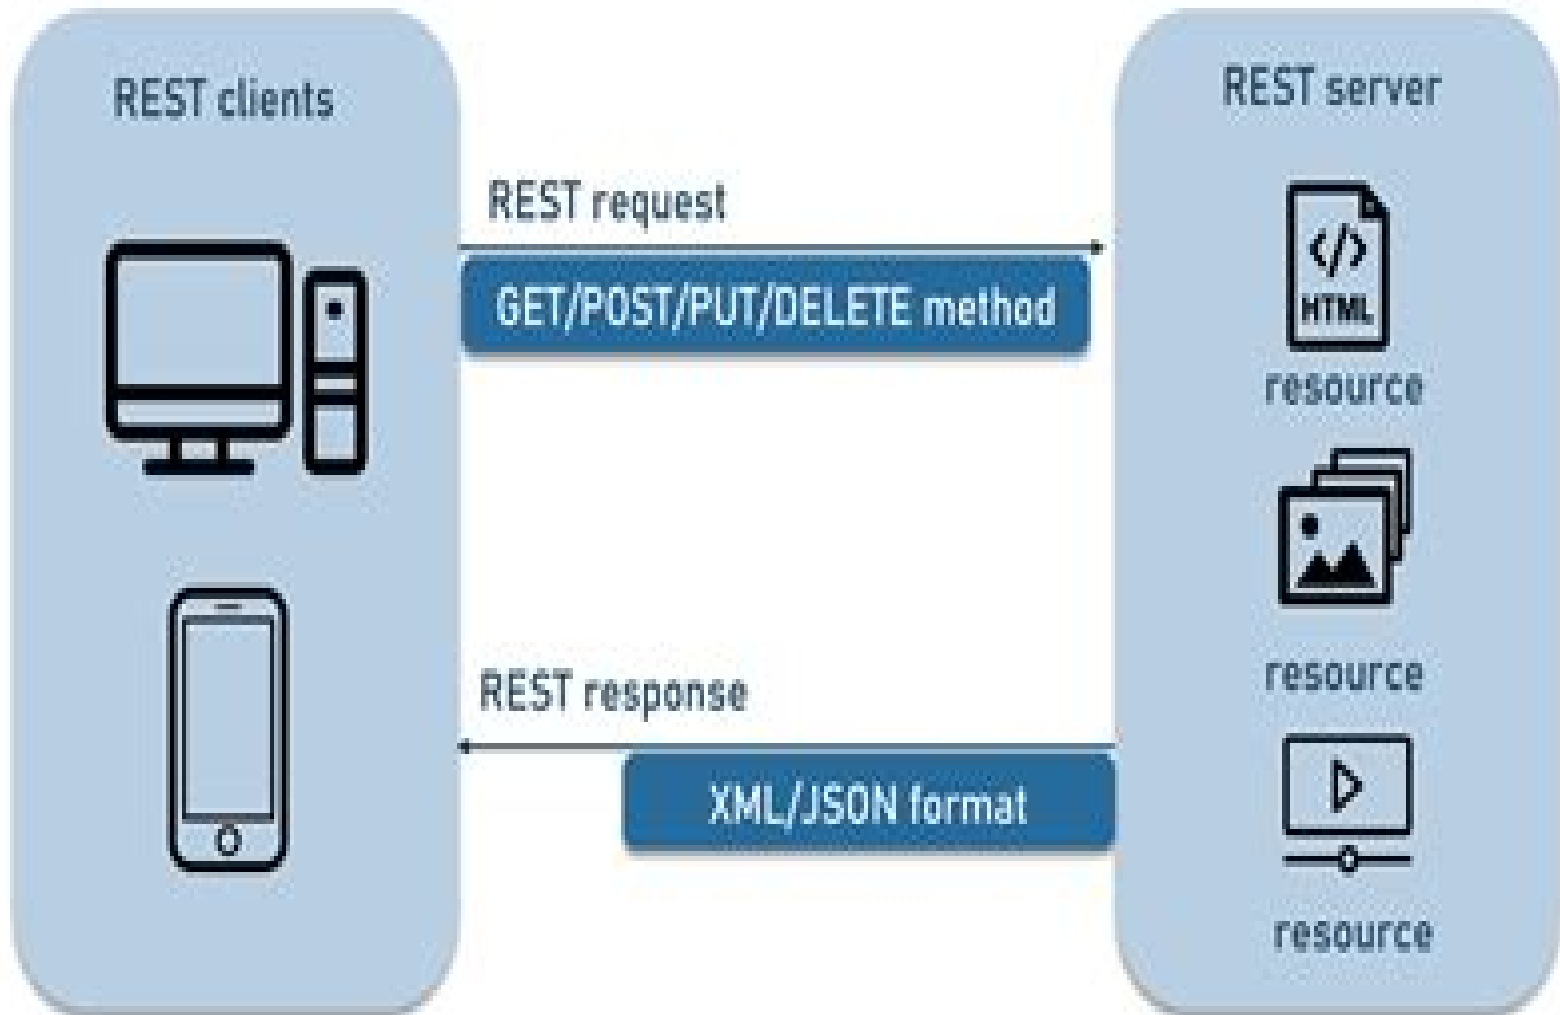 REST clients
REST server
REST request
GET/POST/PUT/DELETE method
</>
HTML
resource
resource
REST response
XML/JSON format
resource